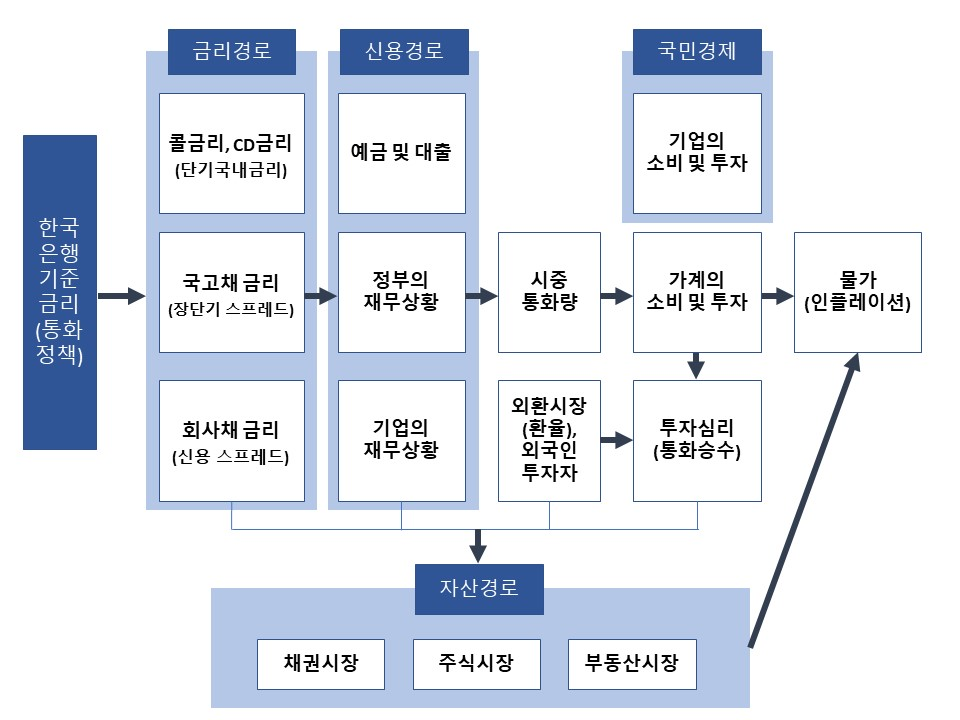 금리경로
신용경로
국민경제
한국
은행
기준
금리
(통화
정책)
콜금리, CD금리
(단기국내금리)
예금 및 대출
기업의
소비 및 투자
국고채 금리
(장단기 스프레드)
정부의
재무상황
시중
통화량
가계의
소비 및 투자
물가
(인플레이션)
회사채 금리
(신용 스프레드)
기업의
재무상황
외환시장
(환율),
외국인
투자자
투자심리
(통화승수)
자산경로
채권시장
주식시장
부동산시장